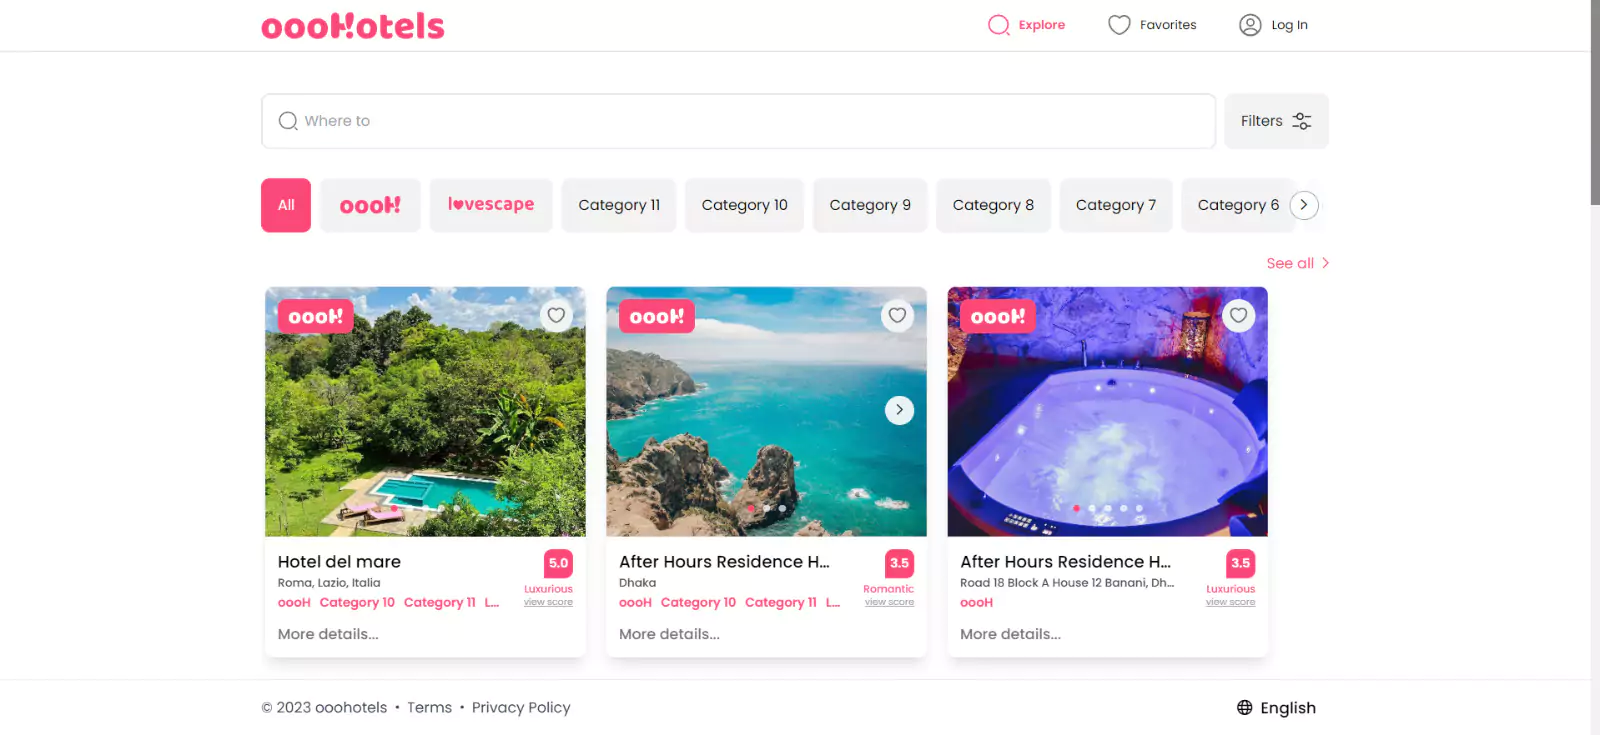 oooH!otels
Explore
Favorites
Log In
Where to
Filters
All
oooH!
lovescape
Category 11
Category 10
Category 9
Category 8
Category 7
Category 6
See all
oooH!
oooH!
oooH!
Hotel del mare
5.0
Roma, Lazio, Italia
Luxurious
oooH Category 10 Category 11 L...
view score
More details...
After Hours Residence H...
3.5
Dhaka
Romantic
oooH Category 10 Category 11 L...
view score
More details...
After Hours Residence H...
3.5
Road 18 Block A House 12 Banani, Dh...
Luxurious
oooH
view score
More details...
© 2023 ooohotels • Terms • Privacy Policy
English